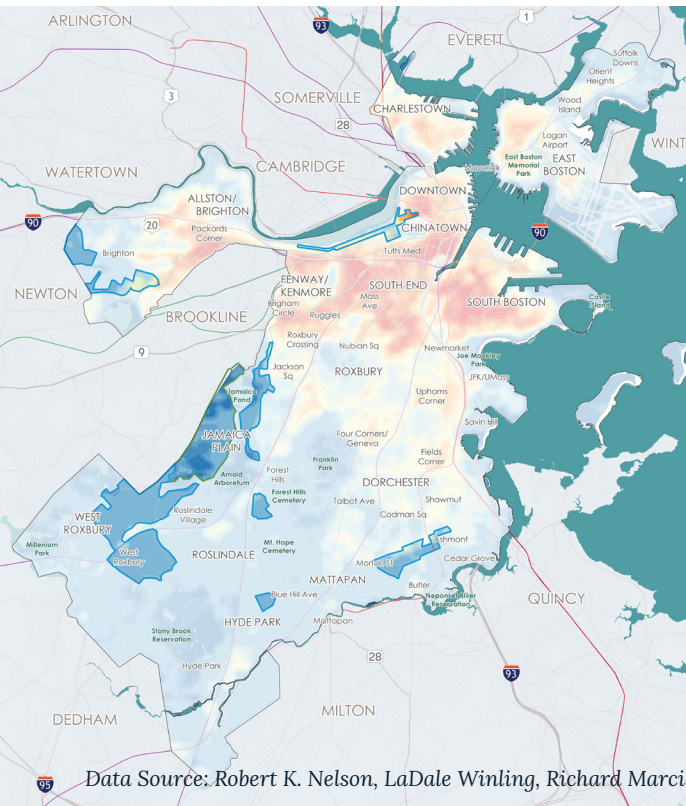 ARLINGTON
93
1
EVERETT
Suffolk
Downs
Orient
Heights
3
SOMERVILLE
CHARLESTOWN
Wood
Island
28
Logan
Airport
WINT
WATERTOWN
CAMBRIDGE
Maverick
East Boston
Memorial
Park
EAST
BOSTON
ALLSTON/
BRIGHTON
DOWNTOWN
90
20
Packards
Corner
CHINATOWN
90
Brighton
Tufts Med
NEWTON
FENWAY/
KENMORE
SOUTH END
Mass
Ave
SOUTH BOSTON
Castle
Island
BROOKLINE
Brigham
Circle
Ruggles
9
Roxbury
Crossing
Nubian Sq
Newmarket
Joe Moakley
Park
Jackson
Sq
ROXBURY
JFK/UMass
Jamaica
Pond
Uphams
Corner
Savin Hill
JAMAICA
PLAIN
Four Corners/
Geneva
Fields
Corner
Franklin
Park
Arnold
Arboretum
Forest
Hills
DORCHESTER
Forest Hills
Cemetery
Talbot Ave
Shawmut
WEST
ROXBURY
Roslindale
Village
Codman Sq
Millenium
Park
West
Roxbury
ROSLINDALE
Mt. Hope
Cemetery
Ashmont
Morton St
Cedar Grove
MATTAPAN
Butler
Blue Hill Ave
Neponset River
Reservation
QUINCY
HYDE PARK
Mattapan
Stony Brook
Reservation
28
Hyde Park
93
DEDHAM
MILTON
95
Data Source: Robert K. Nelson, LaDale Winling, Richard Marci